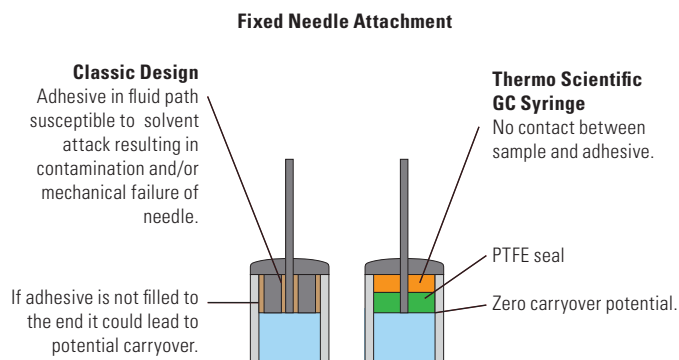 Fixed Needle Attachment
Classic Design
Adhesive in fluid path
susceptible to solvent
attack resulting in
contamination and/or
mechanical failure of
needle.
If adhesive is not filled to
the end it could lead to
potential carryover.
Thermo Scientific
GC Syringe
No contact between
sample and adhesive.
PTFE seal
Zero carryover potential.